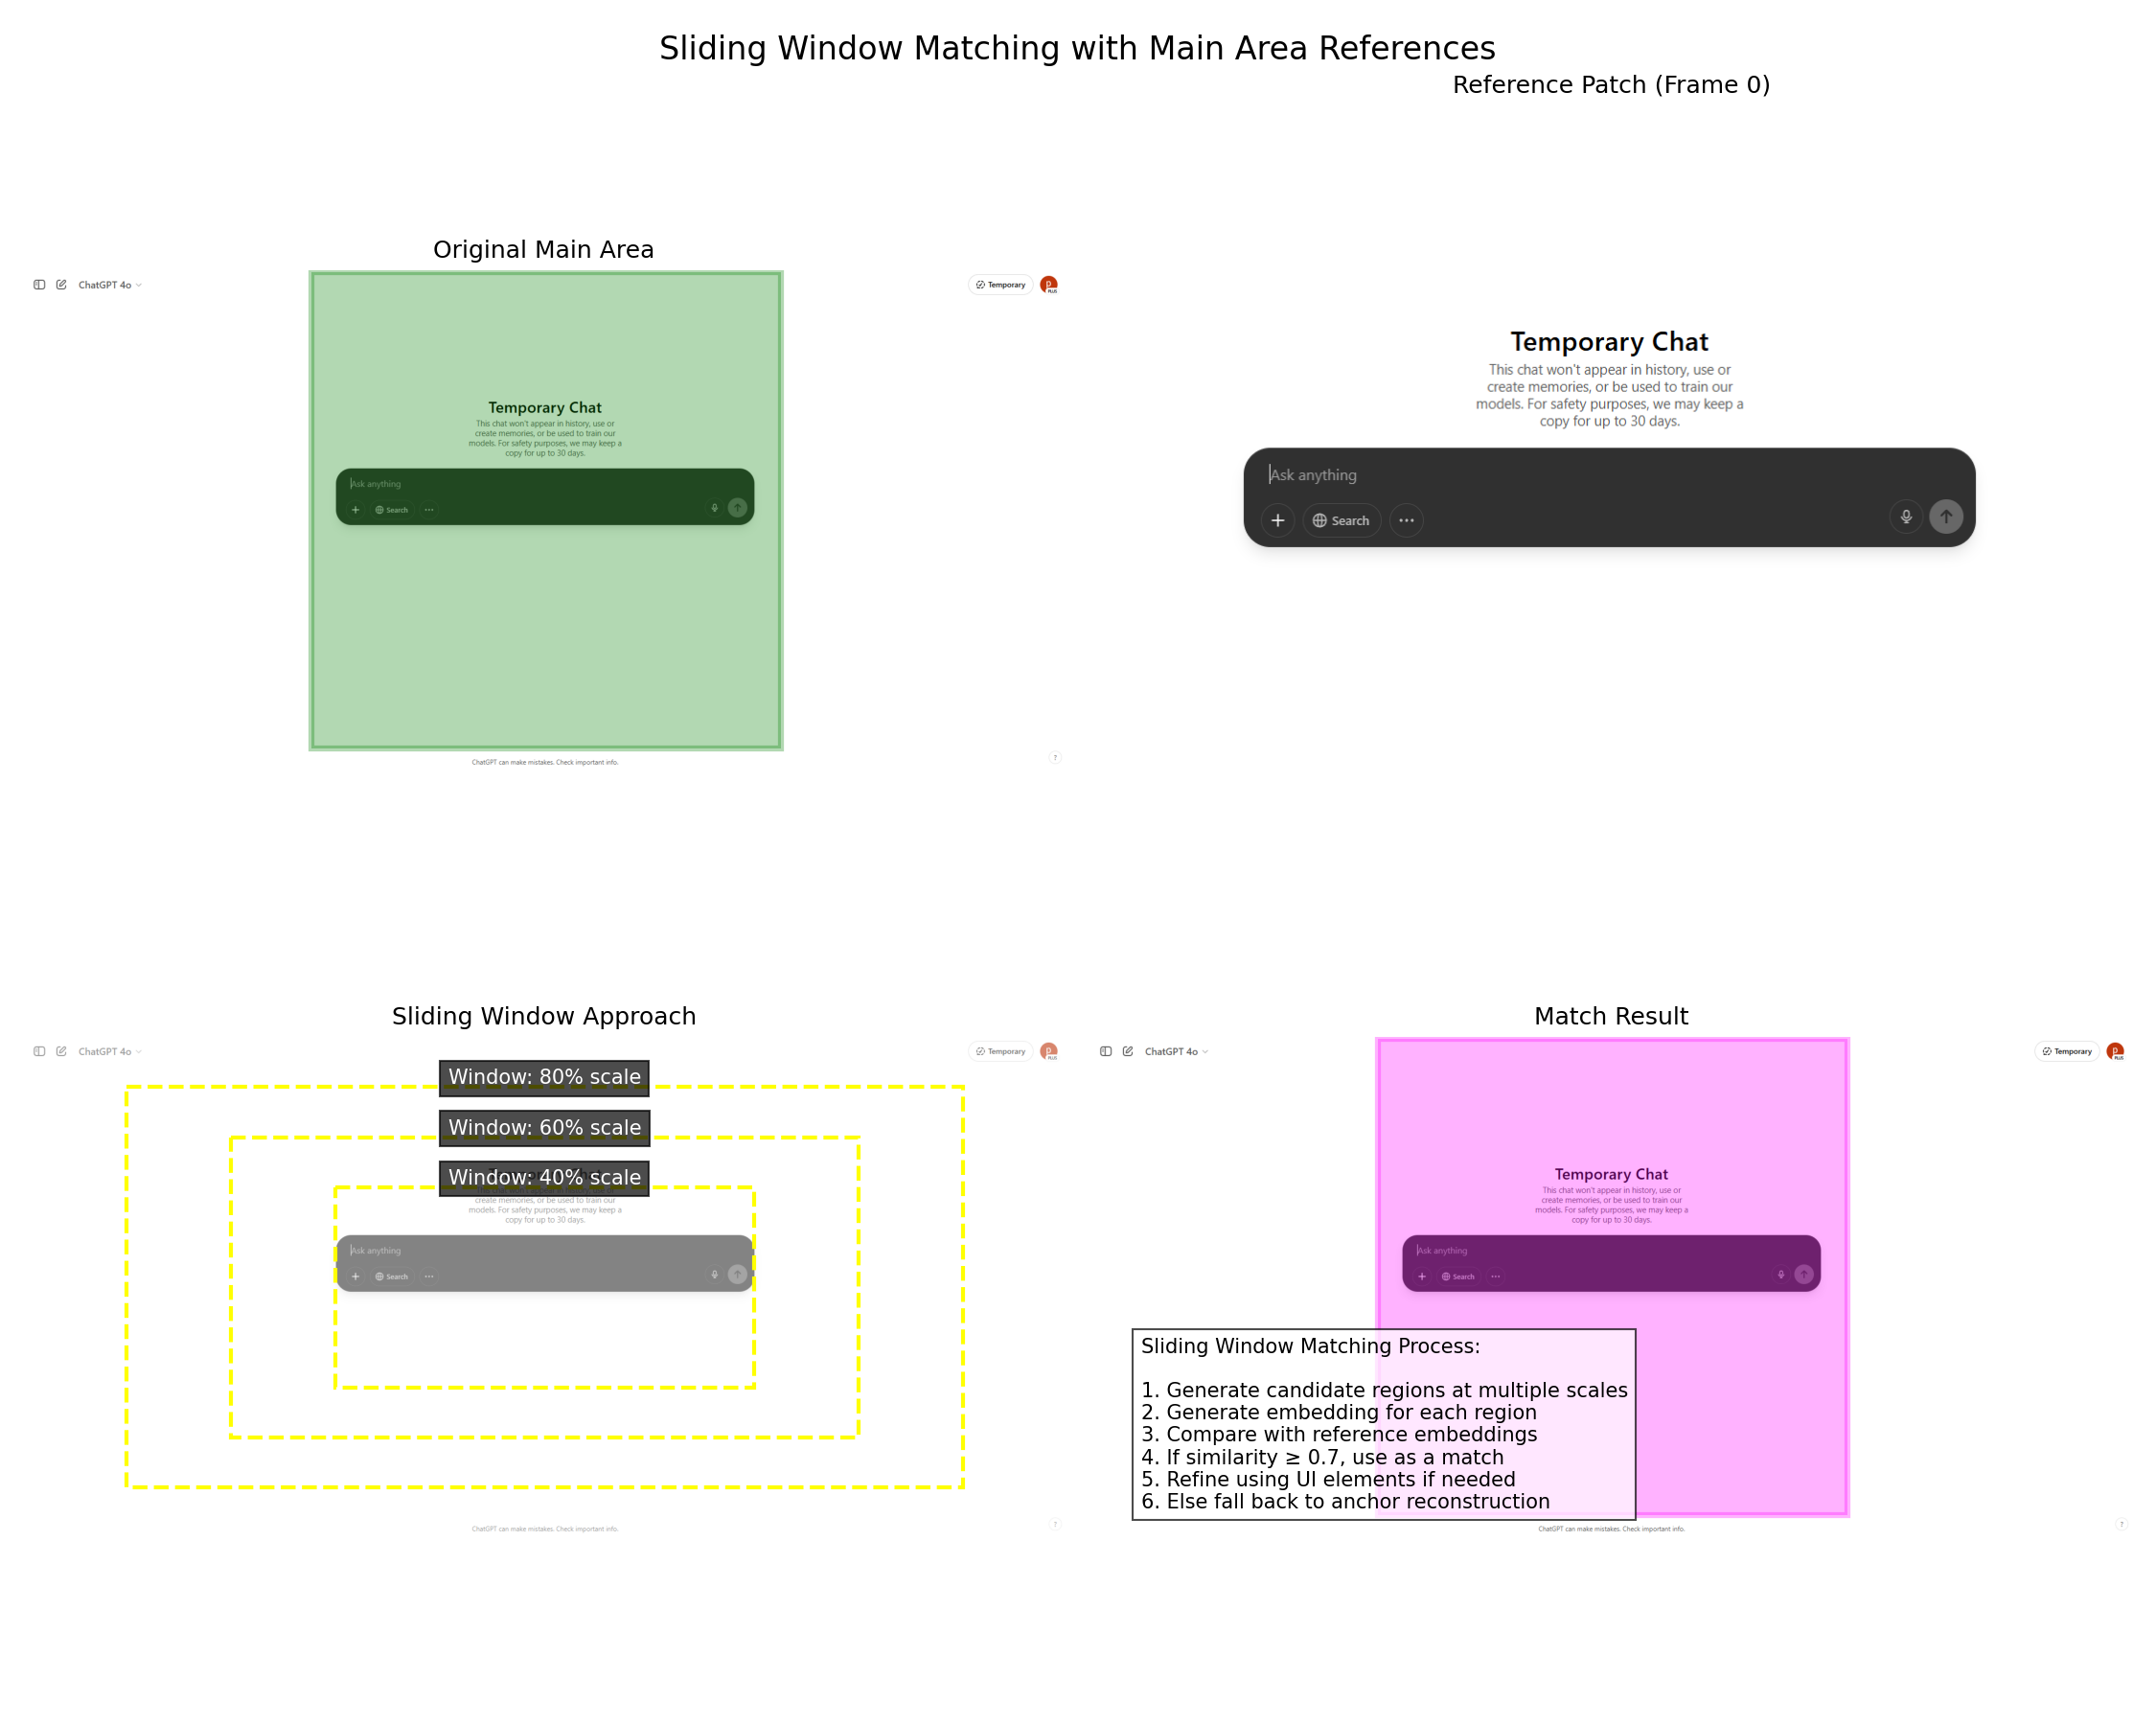 Sliding Window Matching with Main Area References
Reference Patch (Frame 0)
Original Main Area
ChatGPT 4o
Temporary
P
PLUS
Temporary Chat
This chat won't appear in history, use or
create memories, or be used to train our
models. For safety purposes, we may keep a
copy for up to 30 days.
Ask anything
Search
ChatGPT can make mistakes. Check important info.
?
Temporary Chat
This chat won't appear in history, use or
create memories, or be used to train our
models. For safety purposes, we may keep a
copy for up to 30 days.
Ask anything
Search
Sliding Window Approach
ChatGPT 4o
Temporary
P
PLUS
Window: 80% scale
Window: 60% scale
Window: 40% scale
create memories, or be used to train our
models. For safety purposes, we may keep a
copy for up to 30 days.
Ask anything
Search
ChatGPT can make mistakes. Check important info.
?
Match Result
ChatGPT 4o
Temporary
P
PLUS
Temporary Chat
This chat won't appear in history, use or
create memories, or be used to train our
models. For safety purposes, we may keep a
copy for up to 30 days.
Ask anything
Search
Sliding Window Matching Process:
1. Generate candidate regions at multiple scales
2. Generate embedding for each region
3. Compare with reference embeddings
4. If similarity ≥ 0.7, use as a match
5. Refine using UI elements if needed
6. Else fall back to anchor reconstruction
ChatGPT can make mistakes. Check important info.
?